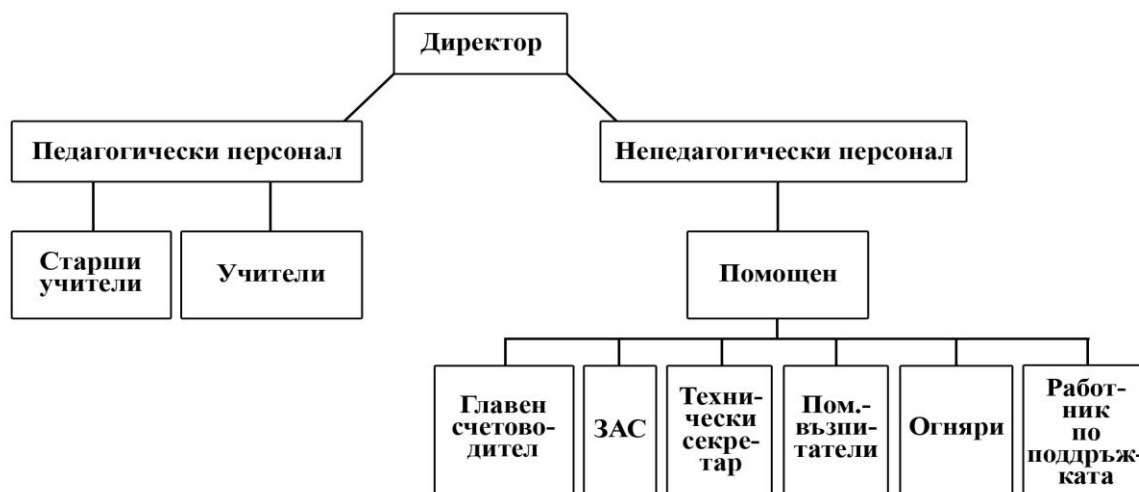 Директор
Педагогически персонал
Непедагогически персонал
Старши
учители
Учители
Помощен
Главен
счетово-
дител
ЗАС
Техни-
чески
секре-
тар
Пом.-
възпи-
татели
Огняри
Работ-
ник
по
поддръж-
ката